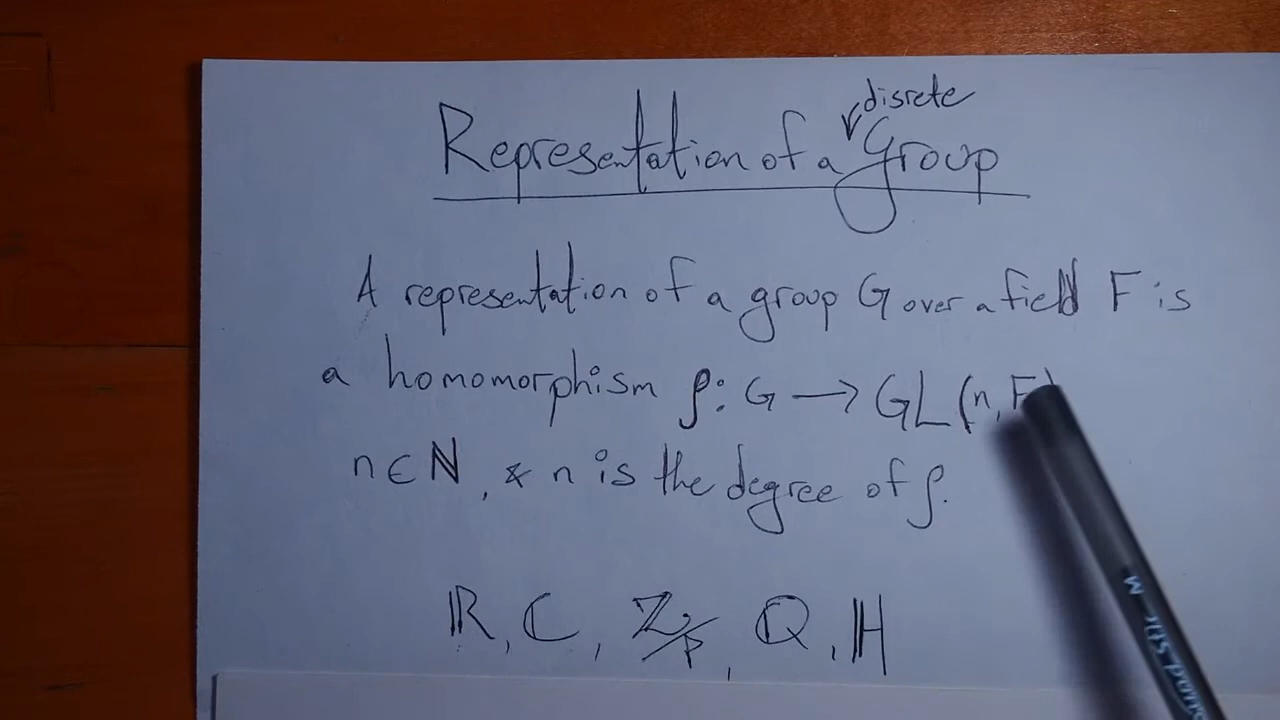 disrete
Representation of a Group
A representation of a group G over a field F is
a homomorphism ρ: G → GL(n, F)
n∈ℕ, & n is the degree of ρ.
ℝ, ℂ, ℤ/p, ℚ, ℍ